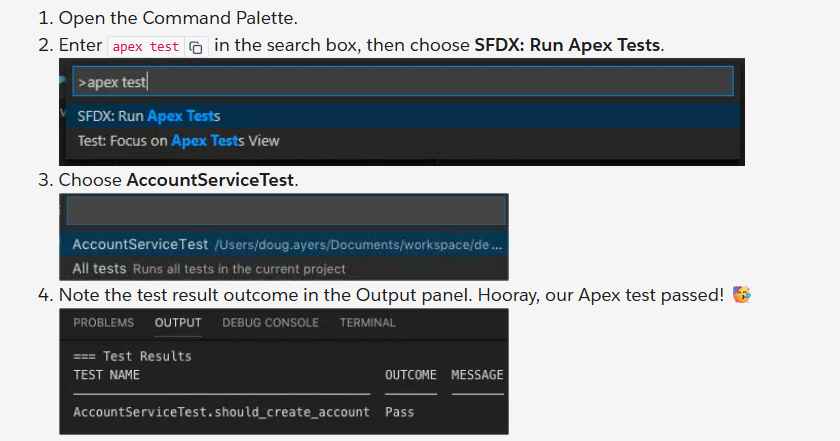 1. Open the Command Palette.
2. Enter apex test in the search box, then choose SFDX: Run Apex Tests.
>apex test
SFDX: Run Apex Tests
Test: Focus on Apex Tests View
3. Choose AccountServiceTest.
AccountServiceTest /Users/doug.ayers/Documents/workspace/de...
All tests Runs all tests in the current project
4. Note the test result outcome in the Output panel. Hooray, our Apex test passed! 🥳
PROBLEMS OUTPUT DEBUG CONSOLE TERMINAL
=== Test Results
TEST NAME OUTCOME MESSAGE
AccountServiceTest.should_create_account Pass